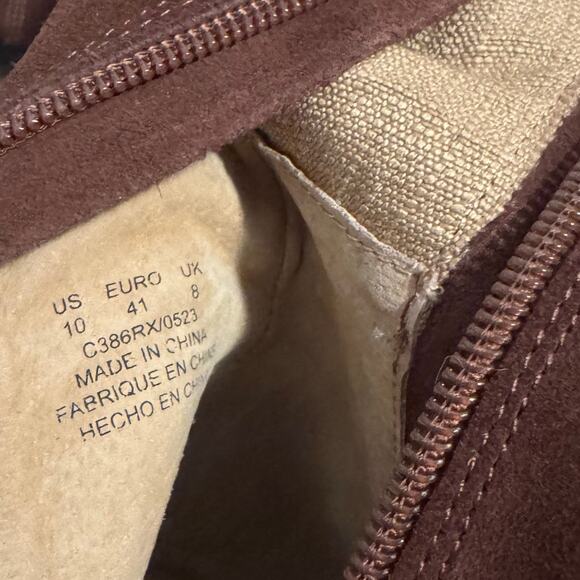 US EURO UK
10 41 8
C386RX/0523
MADE IN CHINA
FABRIQUE EN CHINE
HECHO EN CHINA